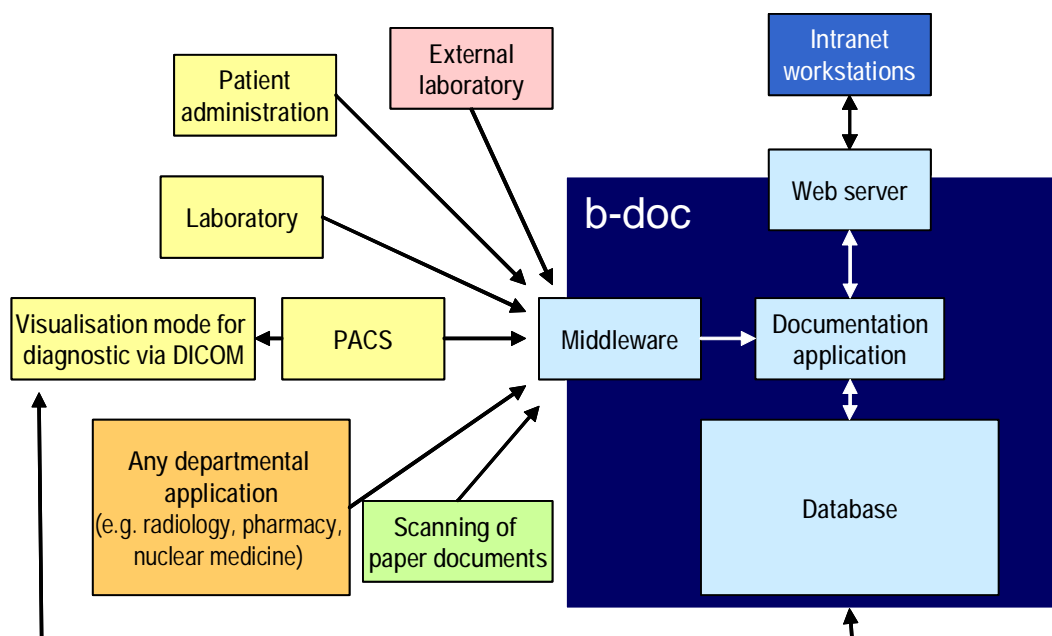 External
laboratory
Intranet
workstations
Patient
administration
Web server
Laboratory
b-doc
Visualisation mode for
diagnostic via DICOM
PACS
Middleware
Documentation
application
Any departmental
application
(e.g. radiology, pharmacy,
nuclear medicine)
Scanning of
paper documents
Database